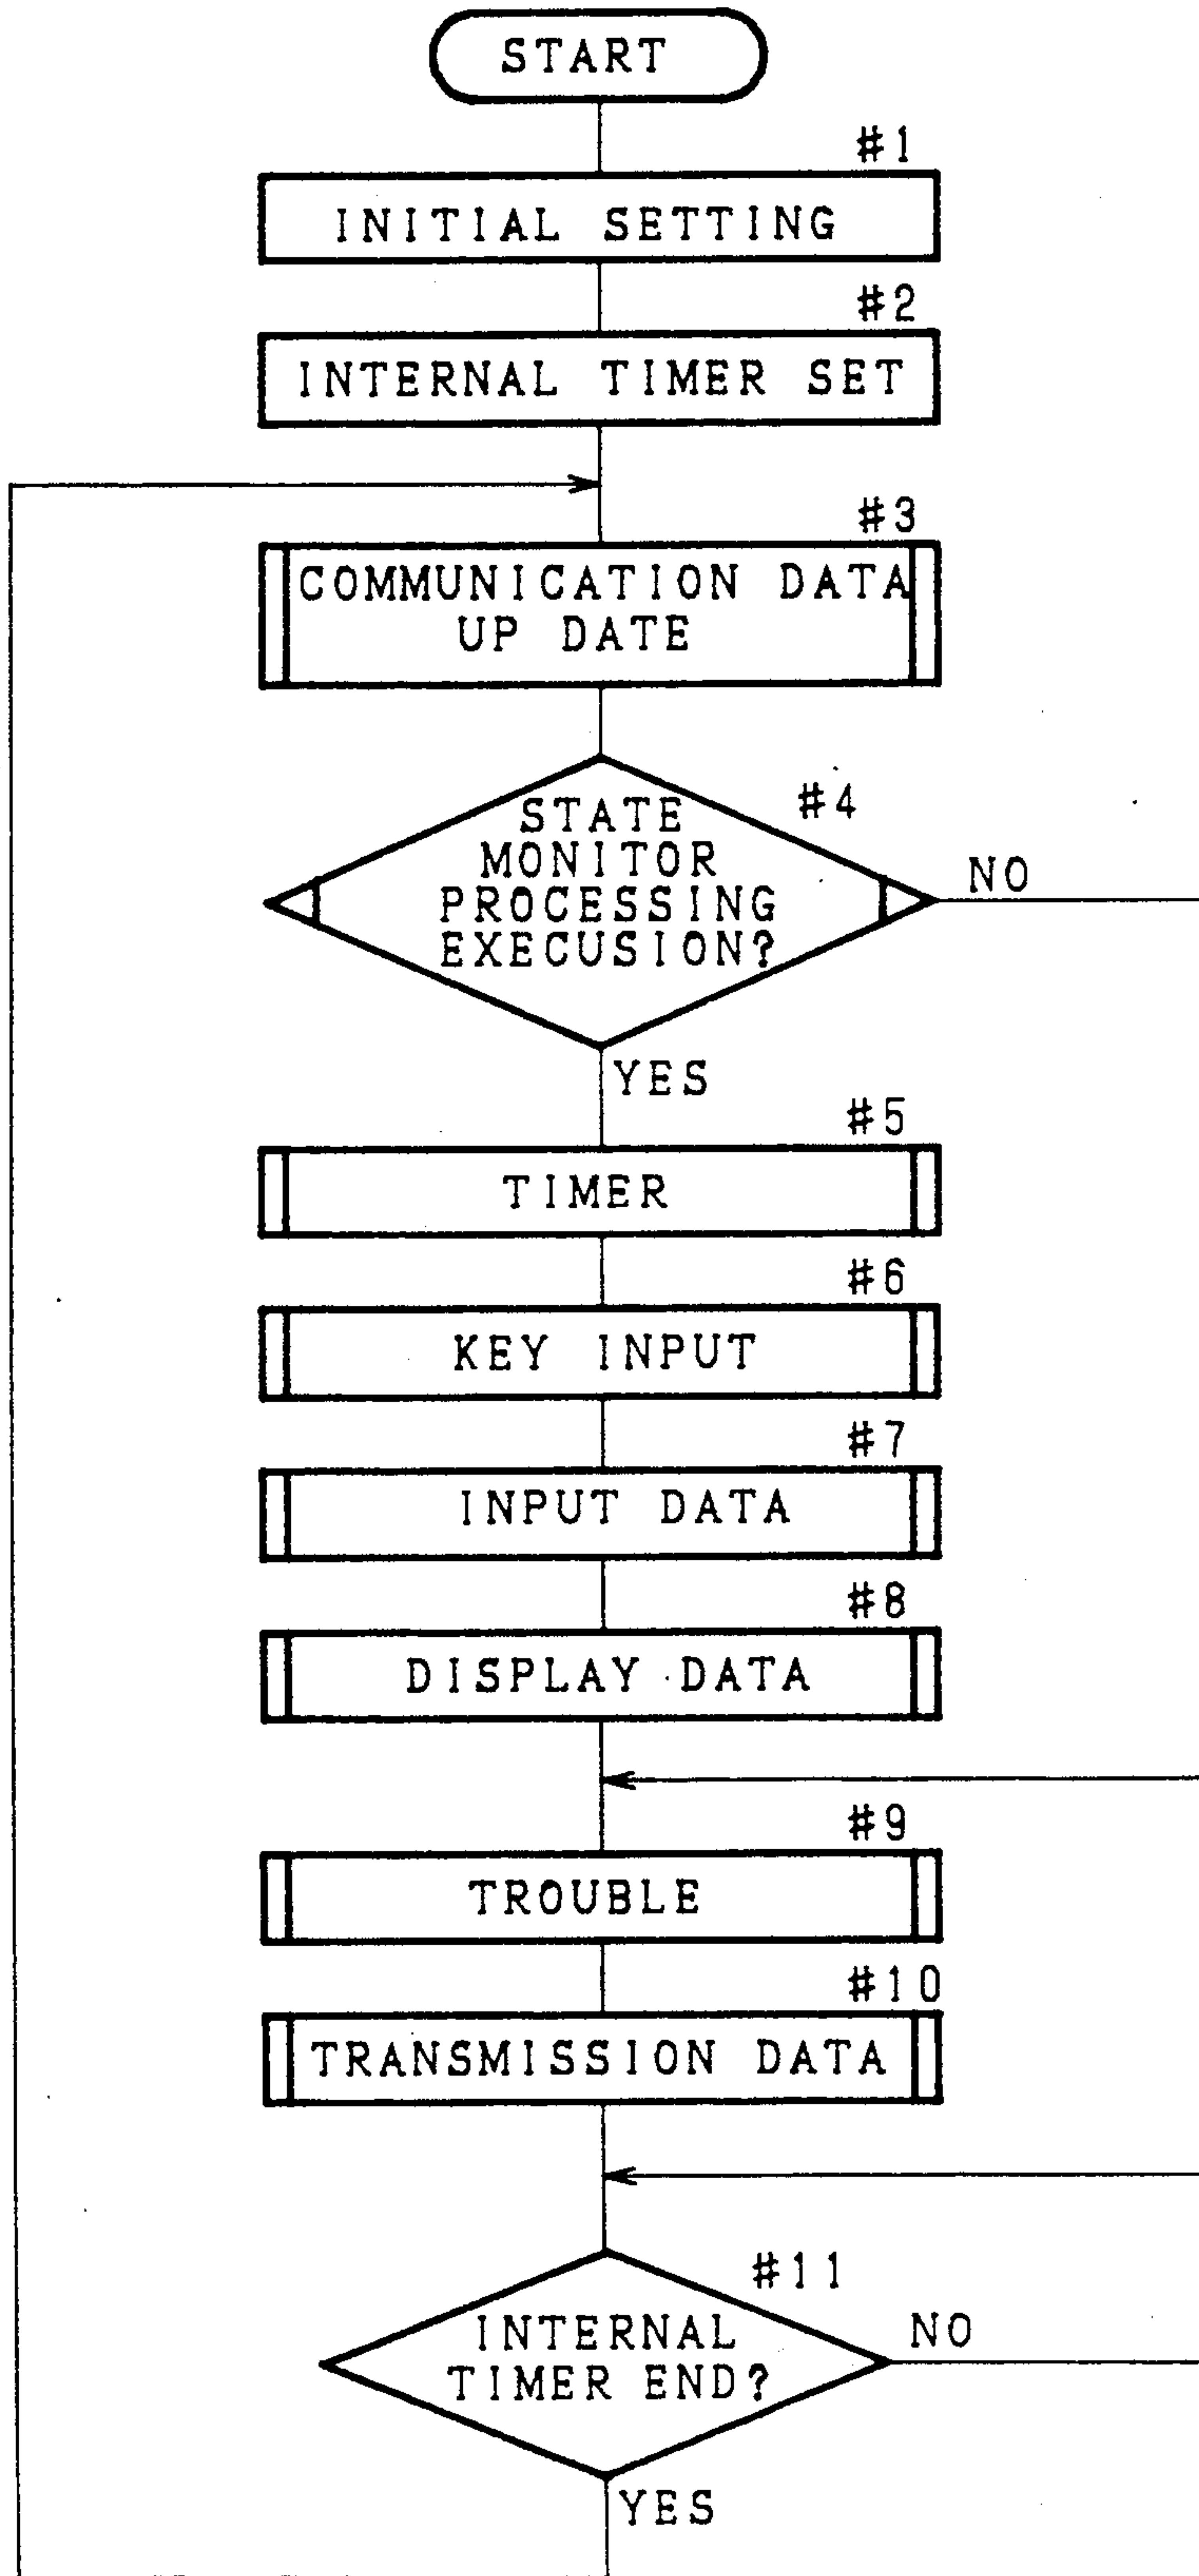 START
#1
INITIAL SETTING
#2
INTERNAL TIMER SET
#3
COMMUNICATION DATA
UP DATE
#4
STATE
MONITOR
PROCESSING
EXECUSION?
NO
YES
#5
TIMER
#6
KEY INPUT
#7
INPUT DATA
#8
DISPLAY DATA
#9
TROUBLE
#10
TRANSMISSION DATA
#11
INTERNAL
TIMER END?
NO
YES